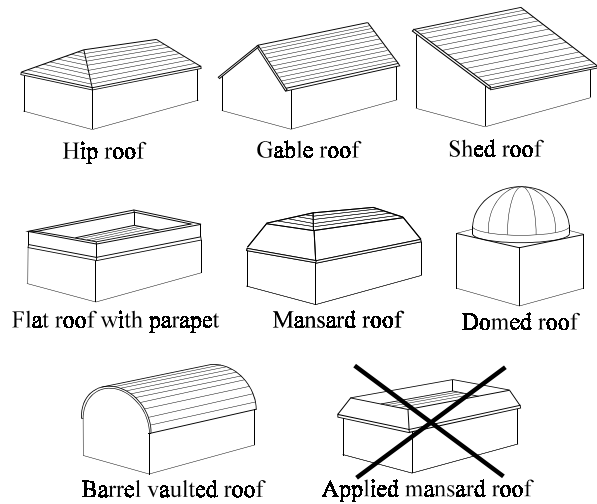 Hip roof
Gable roof
Shed roof
Flat roof with parapet
Mansard roof
Domed roof
Barrel vaulted roof
Applied mansard roof